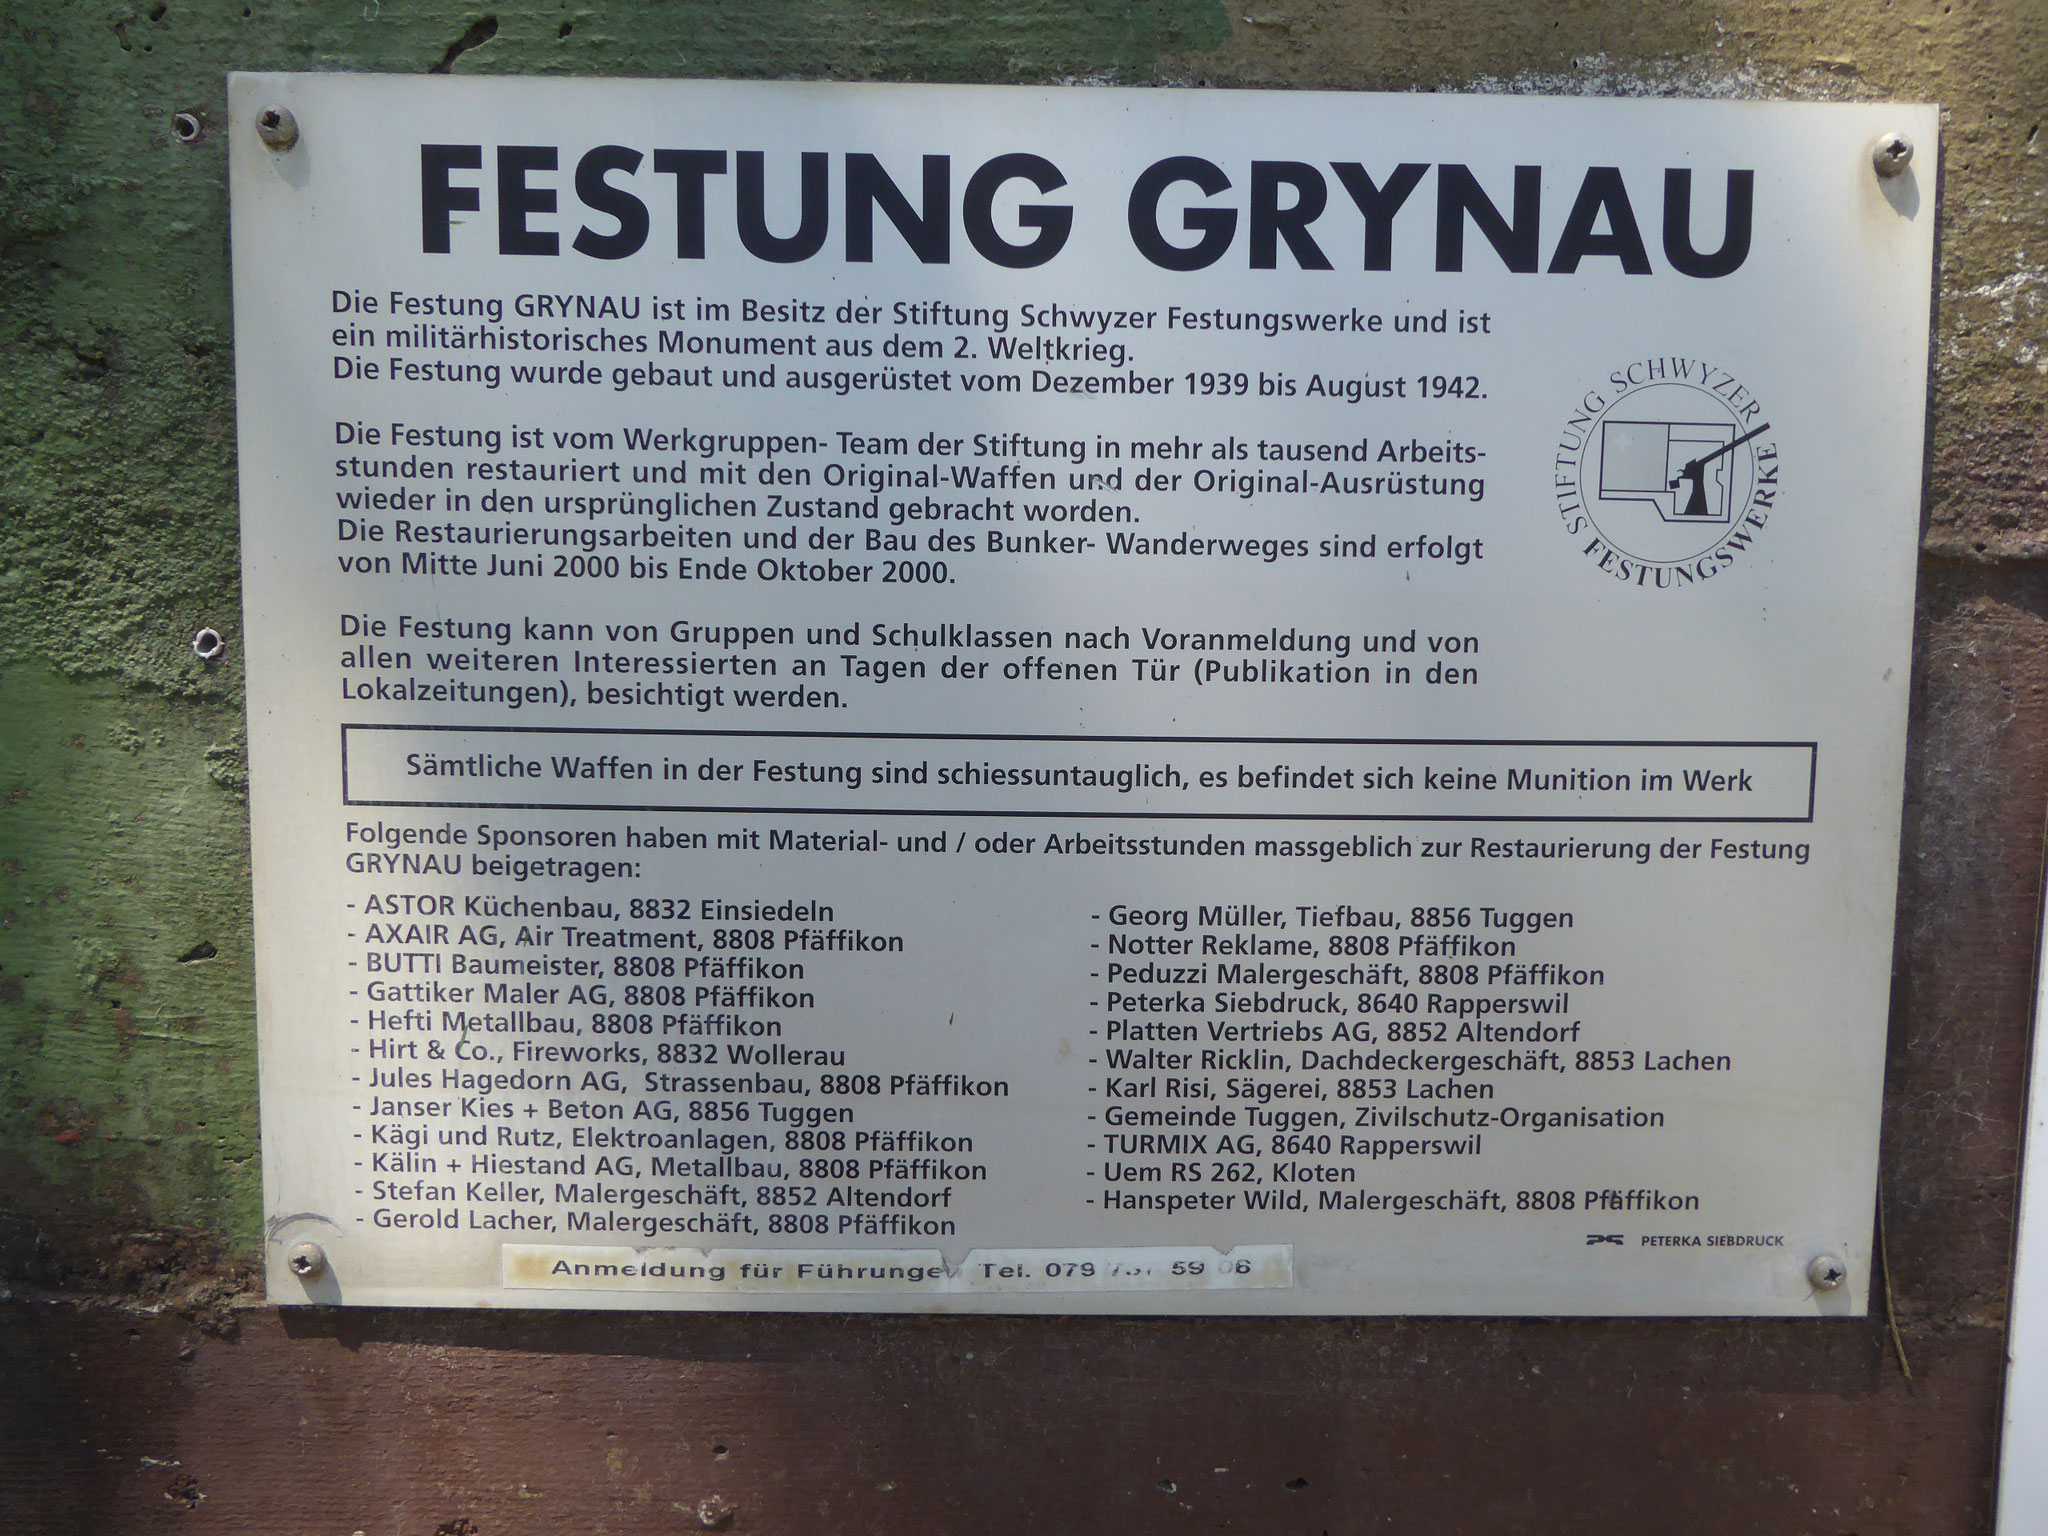 FESTUNG GRYNAU
Die Festung GRYNAU ist im Besitz der Stiftung Schwyzer Festungswerke und ist
ein militärhistorisches Monument aus dem 2. Weltkrieg.
Die Festung wurde gebaut und ausgerüstet vom Dezember 1939 bis August 1942.
Die Festung ist vom Werkgruppen- Team der Stiftung in mehr als tausend Arbeits-
stunden restauriert und mit den Original-Waffen und der Original-Ausrüstung
wieder in den ursprünglichen Zustand gebracht worden.
Die Restaurierungsarbeiten und der Bau des Bunker- Wanderweges sind erfolgt
von Mitte Juni 2000 bis Ende Oktober 2000.
STIFTUNG SCHWYZER FESTUNGSWERKE
Die Festung kann von Gruppen und Schulklassen nach Voranmeldung und von
allen weiteren Interessierten an Tagen der offenen Tür (Publikation in den
Lokalzeitungen), besichtigt werden.
Sämtliche Waffen in der Festung sind schiessuntauglich, es befindet sich keine Munition im Werk
Folgende Sponsoren haben mit Material- und / oder Arbeitsstunden massgeblich zur Restaurierung der Festung
GRYNAU beigetragen:
- ASTOR Küchenbau, 8832 Einsiedeln
- AXAIR AG, Air Treatment, 8808 Pfäffikon
- BUTTI Baumeister, 8808 Pfäffikon
- Gattiker Maler AG, 8808 Pfäffikon
- Hefti Metallbau, 8808 Pfäffikon
- Hirt & Co., Fireworks, 8832 Wollerau
- Jules Hagedorn AG, Strassenbau, 8808 Pfäffikon
- Janser Kies + Beton AG, 8856 Tuggen
- Kägi und Rutz, Elektroanlagen, 8808 Pfäffikon
- Kälin + Hiestand AG, Metallbau, 8808 Pfäffikon
- Stefan Keller, Malergeschäft, 8852 Altendorf
- Gerold Lacher, Malergeschäft, 8808 Pfäffikon
- Georg Müller, Tiefbau, 8856 Tuggen
- Notter Reklame, 8808 Pfäffikon
- Peduzzi Malergeschäft, 8808 Pfäffikon
- Peterka Siebdruck, 8640 Rapperswil
- Platten Vertriebs AG, 8852 Altendorf
- Walter Ricklin, Dachdeckergeschäft, 8853 Lachen
- Karl Risi, Sägerei, 8853 Lachen
- Gemeinde Tuggen, Zivilschutz-Organisation
- TURMIX AG, 8640 Rapperswil
- Uem RS 262, Kloten
- Hanspeter Wild, Malergeschäft, 8808 Pfäffikon
PETERKA SIEBDRUCK
Anmeldung für Führungen Tel. 079 59 06